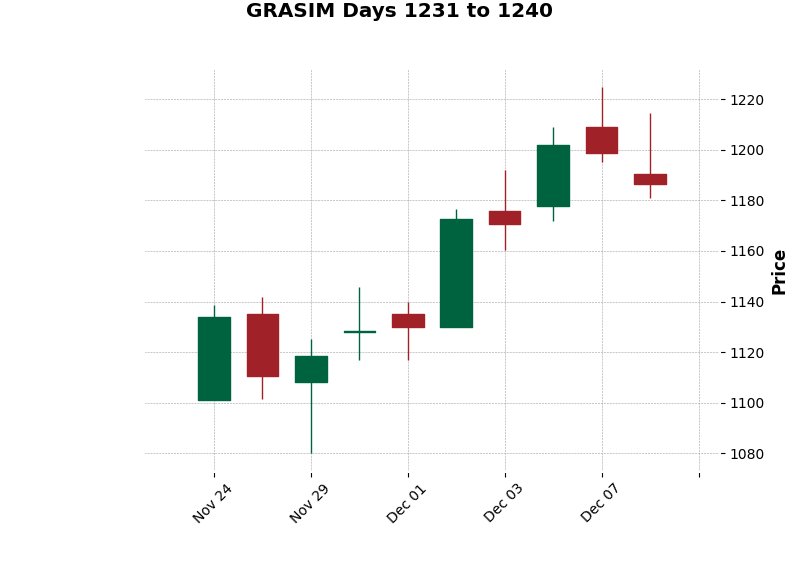 GRASIM Days 1231 to 1240
1220
1200
1180
1160
1140
1120
1100
1080
Price
Nov 24
Nov 29
Dec 01
Dec 03
Dec 07